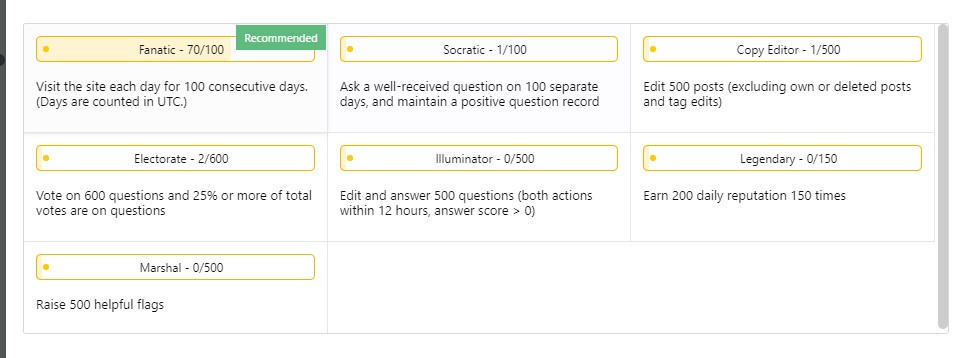 Recommended
Fanatic - 70/100
Visit the site each day for 100 consecutive days.
(Days are counted in UTC.)
Socratic - 1/100
Ask a well-received question on 100 separate
days, and maintain a positive question record
Copy Editor - 1/500
Edit 500 posts (excluding own or deleted posts
and tag edits)
Electorate - 2/600
Vote on 600 questions and 25% or more of total
votes are on questions
Illuminator - 0/500
Edit and answer 500 questions (both actions
within 12 hours, answer score > 0)
Legendary - 0/150
Earn 200 daily reputation 150 times
Marshal - 0/500
Raise 500 helpful flags